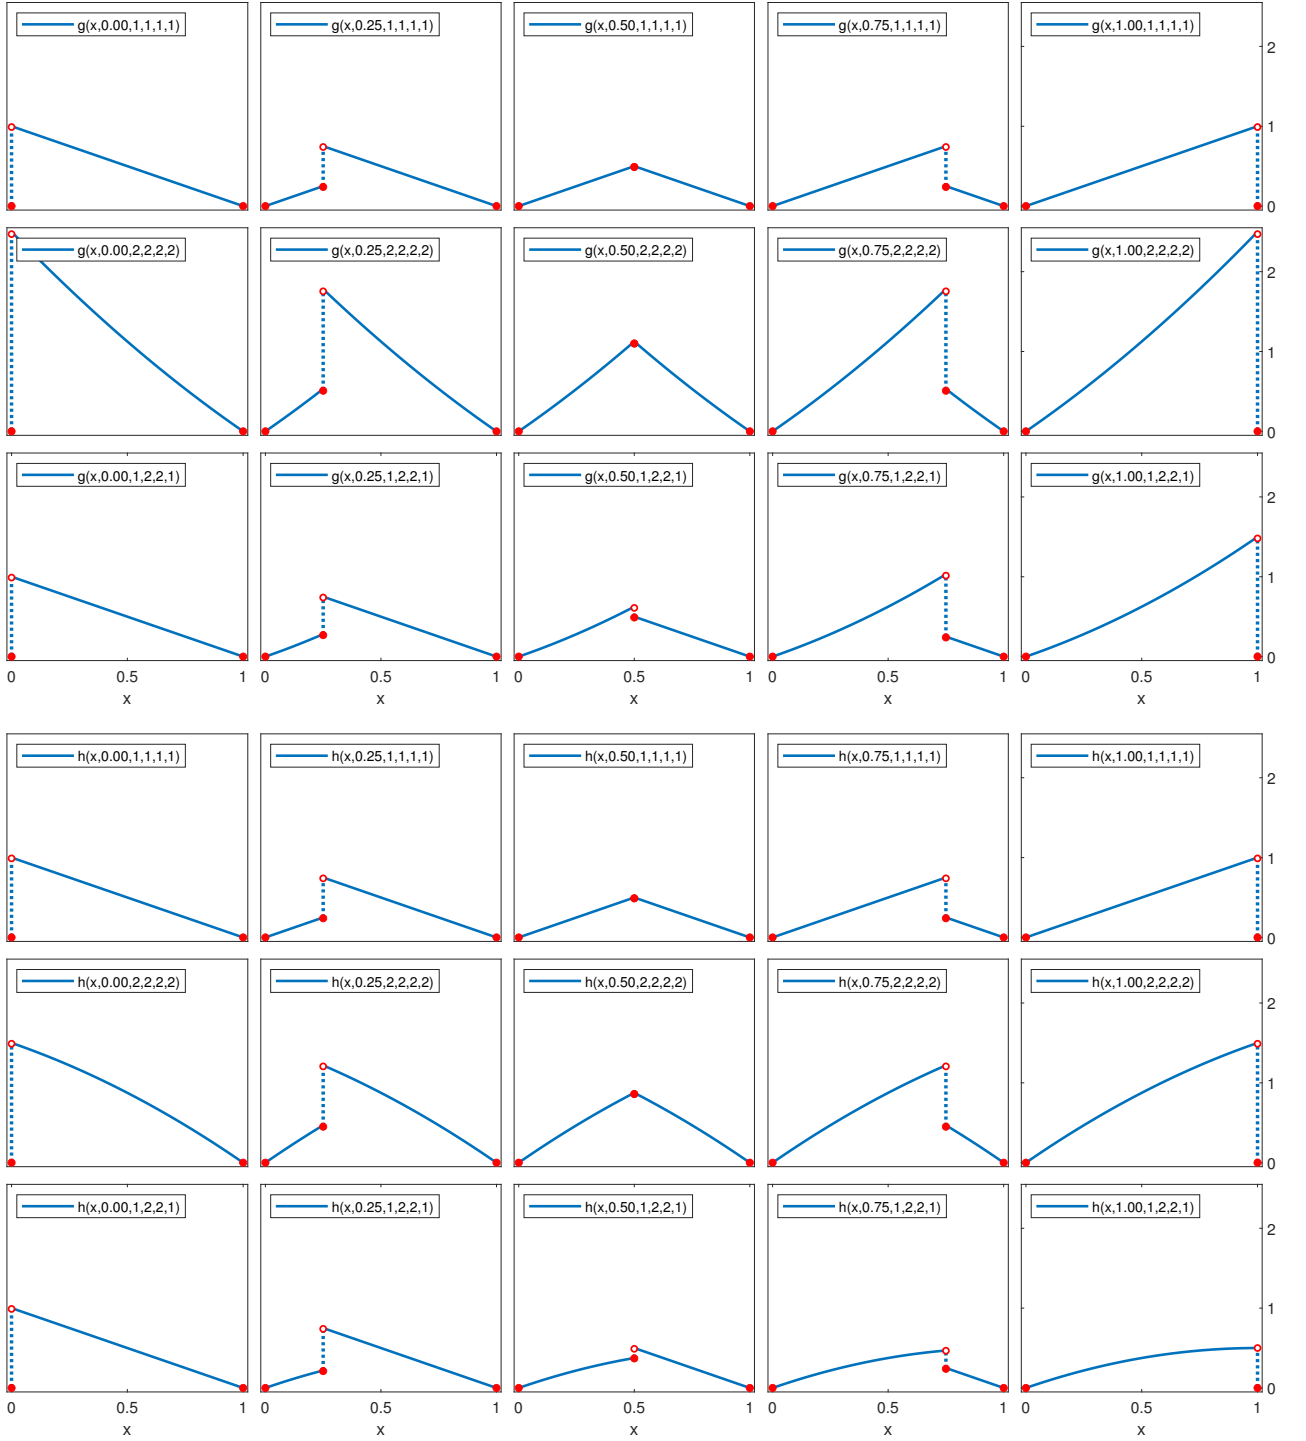 g(x,0.00,1,1,1,1)
g(x,0.25,1,1,1,1)
g(x,0.50,1,1,1,1)
g(x,0.75,1,1,1,1)
g(x,1.00,1,1,1,1)
2
1
0
g(x,0.00,2,2,2,2)
g(x,0.25,2,2,2,2)
g(x,0.50,2,2,2,2)
g(x,0.75,2,2,2,2)
g(x,1.00,2,2,2,2)
2
1
0
g(x,0.00,1,2,2,1)
g(x,0.25,1,2,2,1)
g(x,0.50,1,2,2,1)
g(x,0.75,1,2,2,1)
g(x,1.00,1,2,2,1)
2
1
0
0 0.5 1
0 0.5 1
0 0.5 1
0 0.5 1
0 0.5 1
x
x
x
x
x
h(x,0.00,1,1,1,1)
h(x,0.25,1,1,1,1)
h(x,0.50,1,1,1,1)
h(x,0.75,1,1,1,1)
h(x,1.00,1,1,1,1)
2
1
0
h(x,0.00,2,2,2,2)
h(x,0.25,2,2,2,2)
h(x,0.50,2,2,2,2)
h(x,0.75,2,2,2,2)
h(x,1.00,2,2,2,2)
2
1
0
h(x,0.00,1,2,2,1)
h(x,0.25,1,2,2,1)
h(x,0.50,1,2,2,1)
h(x,0.75,1,2,2,1)
h(x,1.00,1,2,2,1)
2
1
0
0 0.5 1
0 0.5 1
0 0.5 1
0 0.5 1
0 0.5 1
x
x
x
x
x